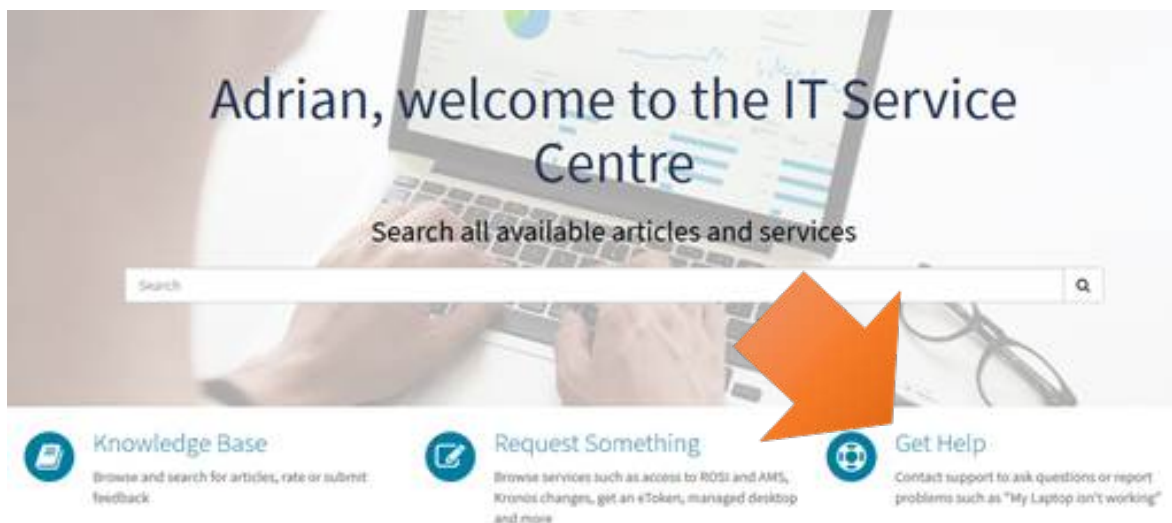 Adrian, welcome to the IT Service
Centre
Search all available articles and services
Search
Knowledge Base
Browse and search for articles, rate or submit
feedback
Request Something
Browse services such as access to ROSI and AMS,
Kronos changes, get an eToken, managed desktop
and more
Get Help
Contact support to ask questions or report
problems such as "My Laptop isn't working"